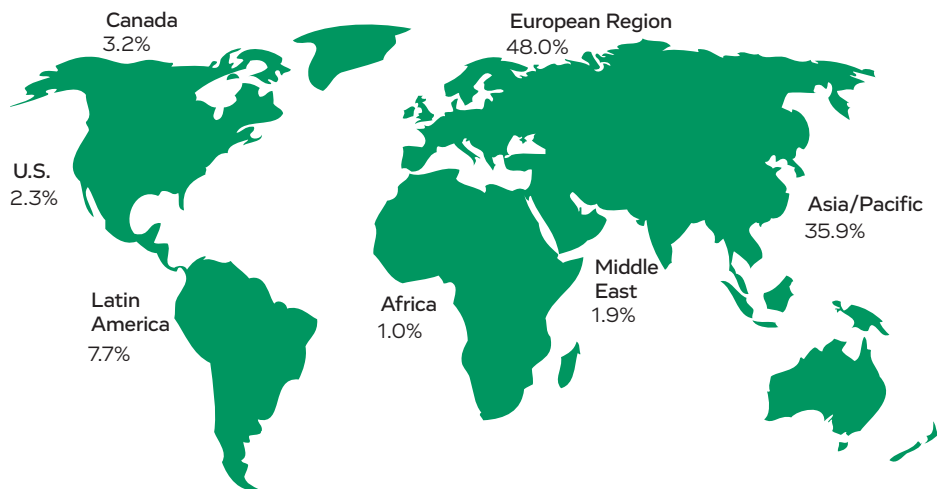 Canada
3.2%
European Region
48.0%
U.S.
2.3%
Asia/Pacific
35.9%
Latin
America
7.7%
Africa
1.0%
Middle
East
1.9%